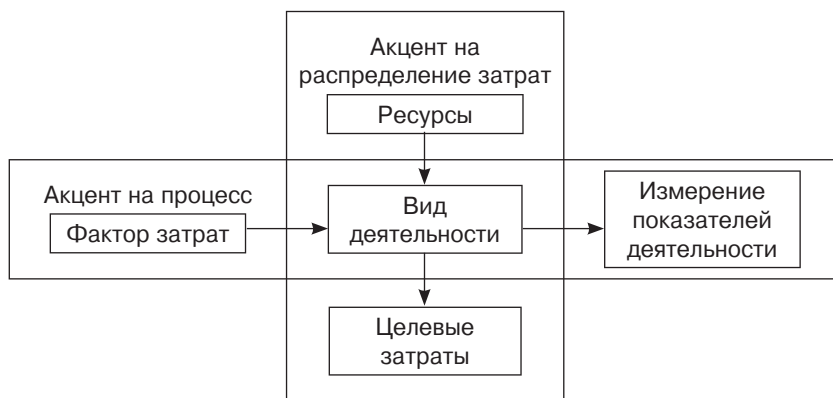 Акцент на
распределение затрат
Ресурсы
Акцент на процесс
Фактор затрат
Вид
деятельности
Измерение
показателей
деятельности
Целевые
затраты